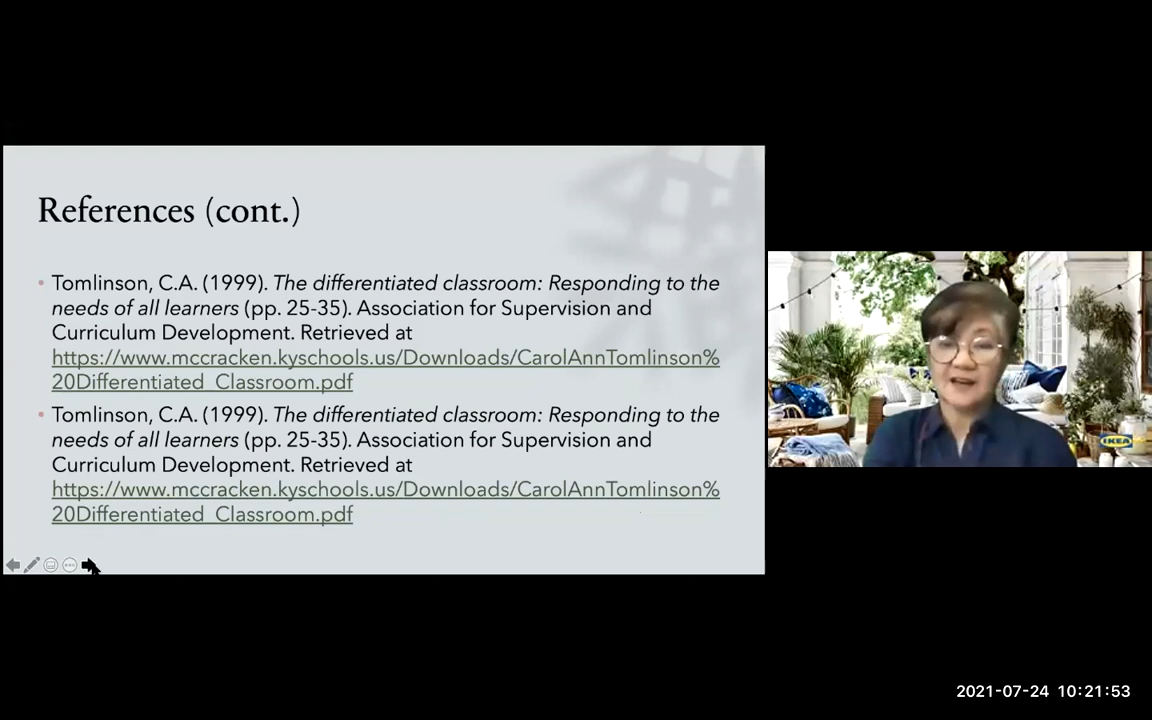 References (cont.)
• Tomlinson, C.A. (1999). The differentiated classroom: Responding to the
needs of all learners (pp. 25-35). Association for Supervision and
Curriculum Development. Retrieved at
https://www.mccracken.kyschools.us/Downloads/CarolAnnTomlinson%
20Differentiated_Classroom.pdf
• Tomlinson, C.A. (1999). The differentiated classroom: Responding to the
needs of all learners (pp. 25-35). Association for Supervision and
Curriculum Development. Retrieved at
https://www.mccracken.kyschools.us/Downloads/CarolAnnTomlinson%
20Differentiated_Classroom.pdf
IKEA
2021-07-24 10:21:53